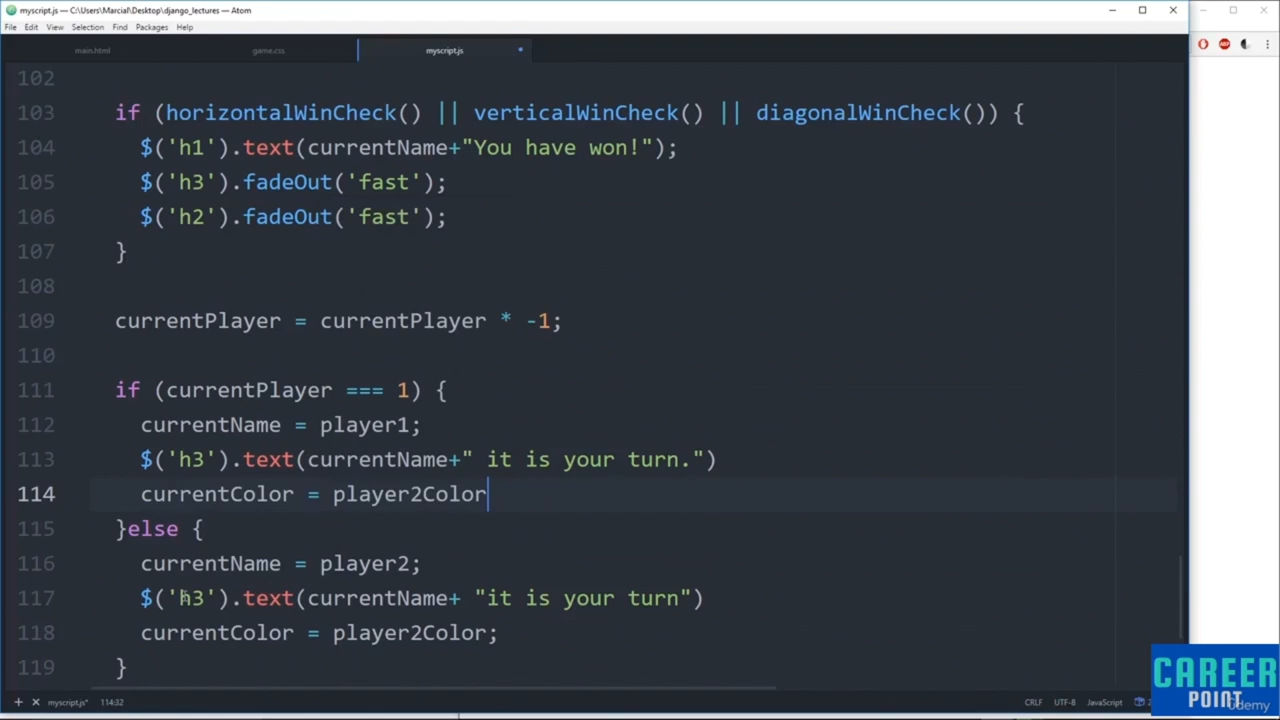 myscript.js — C:\Users\Marcial\Desktop\django_lectures — Atom
File Edit View Selection Find Packages Help
main.html game.css myscript.js
102
103 if (horizontalWinCheck() || verticalWinCheck() || diagonalWinCheck()) {
104 $('h1').text(currentName+"You have won!");
105 $('h3').fadeOut('fast');
106 $('h2').fadeOut('fast');
107 }
108
109 currentPlayer = currentPlayer * -1;
110
111 if (currentPlayer === 1) {
112 currentName = player1;
113 $('h3').text(currentName+" it is your turn.")
114 currentColor = player2Color
115 }else {
116 currentName = player2;
117 $('h3').text(currentName+ "it is your turn")
118 currentColor = player2Color;
119 }
CAREER
POINT
Udemy
myscript.js* 114:32 CRLF UTF-8 JavaScript